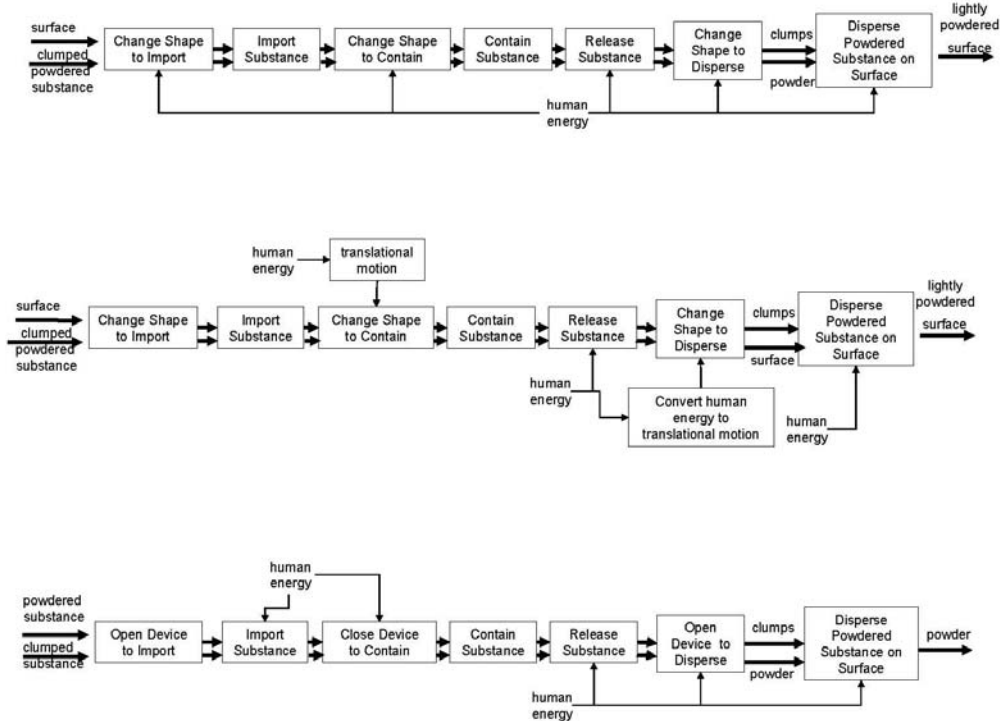 surface
clumped
powdered
substance
Change Shape
to Import
Import
Substance
Change Shape
to Contain
Contain
Substance
Release
Substance
Change
Shape to
Disperse
clumps
powder
Disperse
Powdered
Substance on
Surface
lightly
powdered
surface
human
energy
human
energy
translational
motion
surface
clumped
powdered
substance
Change Shape
to Import
Import
Substance
Change Shape
to Contain
Contain
Substance
Release
Substance
Change
Shape to
Disperse
clumps
surface
Disperse
Powdered
Substance on
Surface
lightly
powdered
surface
human
energy
Convert human
energy to
translational motion
human
energy
human
energy
powdered
substance
clumped
substance
Open Device
to Import
Import
Substance
Close Device
to Contain
Contain
Substance
Release
Substance
Open
Device to
Disperse
clumps
powder
Disperse
Powdered
Substance on
Surface
powder
human
energy